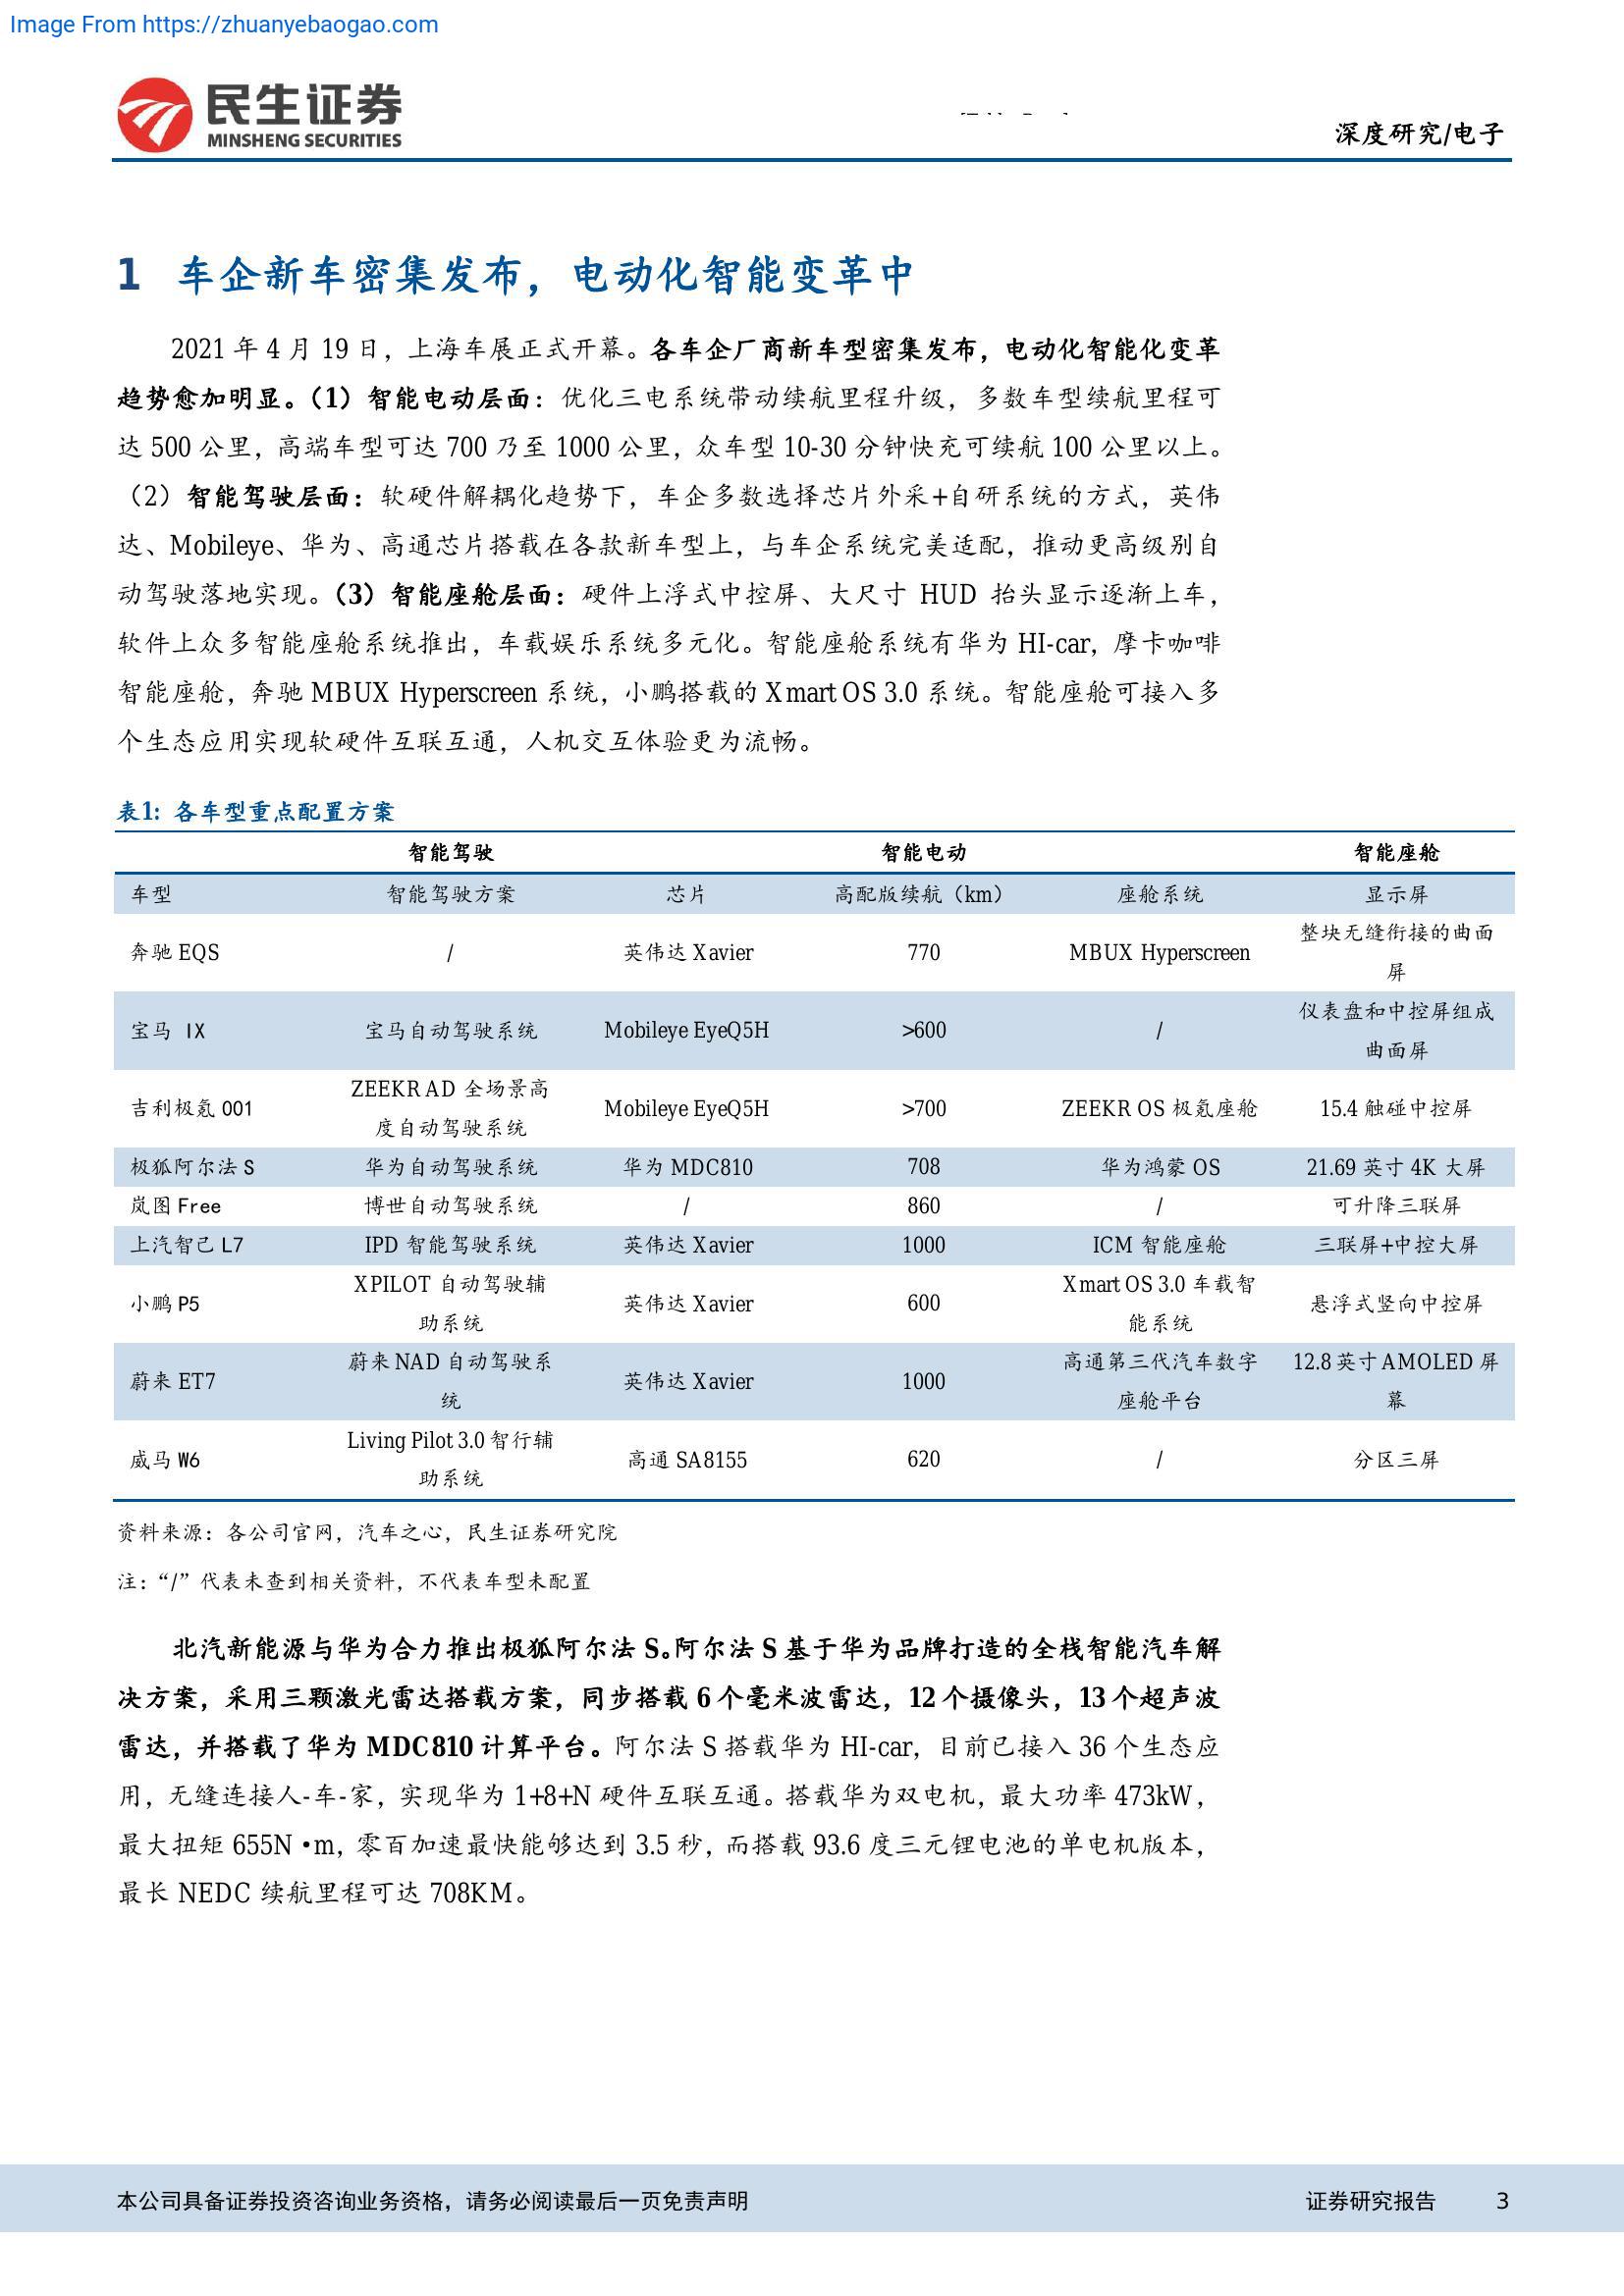 Image From https://zhuanyebaogao.com
民生证券
MINSHENG SECURITIES
深度研究/电子
1 车企新车密集发布，电动化智能变革中
2021 年 4 月 19 日，上海车展正式开幕。各车企厂商新车型密集发布，电动化智能化变革
趋势愈加明显。（1）智能电动层面：优化三电系统带动续航里程升级，多数车型续航里程可
达 500 公里，高端车型可达 700 乃至 1000 公里，众车型 10-30 分钟快充可续航 100 公里以上。
（2）智能驾驶层面：软硬件解耦化趋势下，车企多数选择芯片外采+自研系统的方式，英伟
达、Mobileye、华为、高通芯片搭载在各款新车型上，与车企系统完美适配，推动更高级别自
动驾驶落地实现。（3）智能座舱层面：硬件上浮式中控屏、大尺寸 HUD 抬头显示逐渐上车，
软件上众多智能座舱系统推出，车载娱乐系统多元化。智能座舱系统有华为 HI-car，摩卡咖啡
智能座舱，奔驰 MBUX Hyperscreen 系统，小鹏搭载的 Xmart OS 3.0 系统。智能座舱可接入多
个生态应用实现软硬件互联互通，人机交互体验更为流畅。
表1：各车型重点配置方案
智能驾驶 智能电动 智能座舱
车型 智能驾驶方案 芯片 高配版续航（km） 座舱系统 显示屏
奔驰 EQS / 英伟达 Xavier 770 MBUX Hyperscreen 整块无缝衔接的曲面
屏
宝马 IX 宝马自动驾驶系统 Mobileye EyeQ5H >600 / 仪表盘和中控屏组成
曲面屏
吉利极氪 001 ZEEKR AD 全场景高
度自动驾驶系统 Mobileye EyeQ5H >700 ZEEKR OS 极氪座舱 15.4 触碰中控屏
极狐阿尔法 S 华为自动驾驶系统 华为 MDC810 708 华为鸿蒙 OS 21.69 英寸 4K 大屏
岚图 Free 博世自动驾驶系统 / 860 / 可升降三联屏
上汽智己 L7 IPD 智能驾驶系统 英伟达 Xavier 1000 ICM 智能座舱 三联屏+中控大屏
小鹏 P5 XPILOT 自动驾驶辅
助系统 英伟达 Xavier 600 Xmart OS 3.0 车载智
能系统 悬浮式竖向中控屏
蔚来 ET7 蔚来 NAD 自动驾驶系
统 英伟达 Xavier 1000 高通第三代汽车数字
座舱平台 12.8 英寸 AMOLED 屏
幕
威马 W6 Living Pilot 3.0 智行辅
助系统 高通 SA8155 620 / 分区三屏
资料来源：各公司官网，汽车之心，民生证券研究院
注：“/”代表未查到相关资料，不代表车型未配置
北汽新能源与华为合力推出极狐阿尔法 S。阿尔法 S 基于华为品牌打造的全栈智能汽车解
决方案，采用三颗激光雷达搭载方案，同步搭载 6 个毫米波雷达，12 个摄像头，13 个超声波
雷达，并搭载了华为 MDC810 计算平台。阿尔法 S 搭载华为 HI-car，目前已接入 36 个生态应
用，无缝连接人-车-家，实现华为 1+8+N 硬件互联互通。搭载华为双电机，最大功率 473kW，
最大扭矩 655N •m，零百加速最快能够达到 3.5 秒，而搭载 93.6 度三元锂电池的单电机版本，
最长 NEDC 续航里程可达 708KM。
本公司具备证券投资咨询业务资格，请务必阅读最后一页免责声明 证券研究报告 3